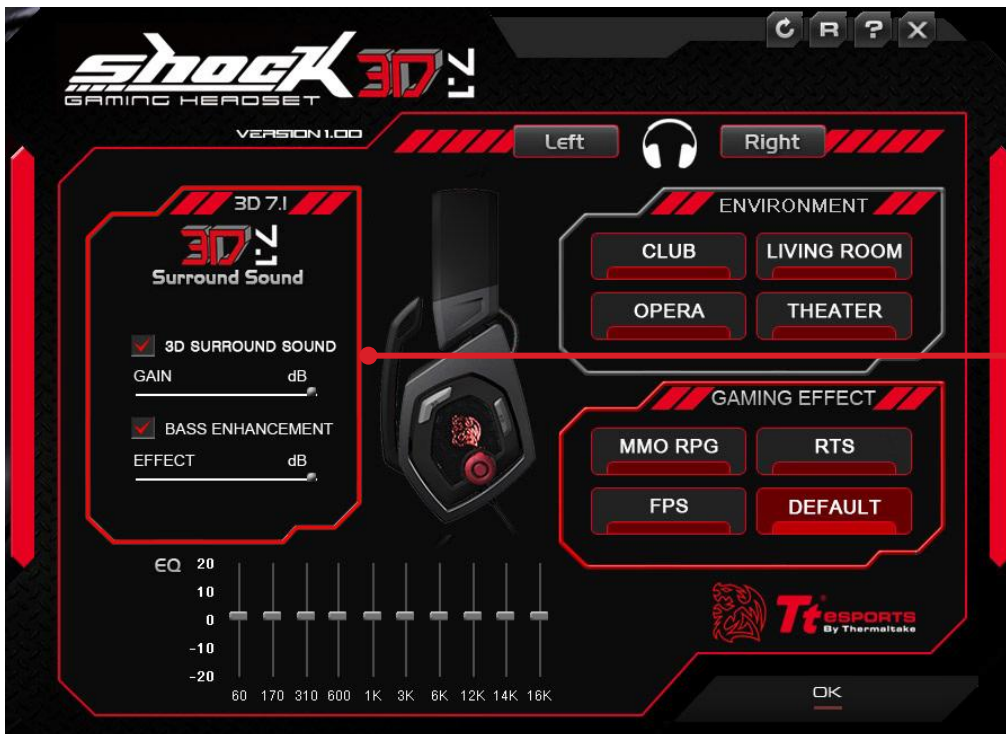 shock 3D 7.1
GAMING HEADSET
VERSION 1.00
R ? X
Left Right
3D 7.1
3D 7.1
Surround Sound
3D SURROUND SOUND
GAIN dB
BASS ENHANCEMENT
EFFECT dB
ENVIRONMENT
CLUB LIVING ROOM
OPERA THEATER
GAMING EFFECT
MMO RPG RTS
FPS DEFAULT
EQ 20
10
0
-10
-20
60 170 310 600 1K 3K 6K 12K 14K 16K
Tt eSPORTS
By Thermaltake
OK